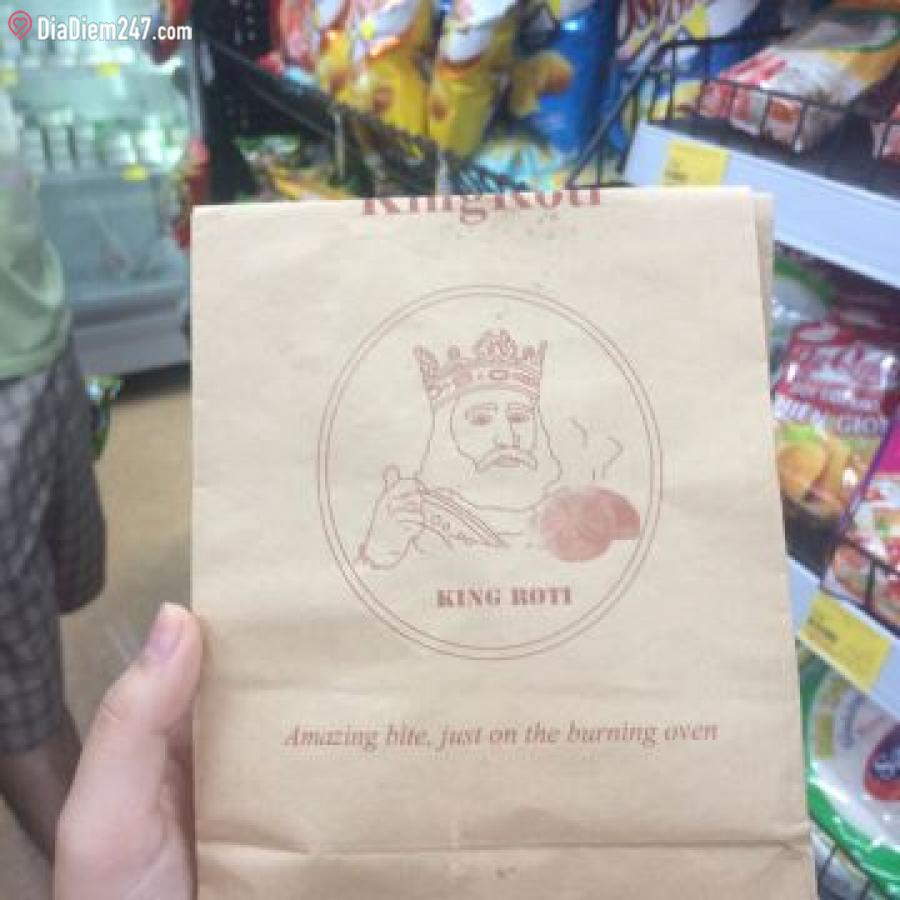 DiaDiem247.com
KingRoti
KING ROTI
Amazing bite, just on the burning oven